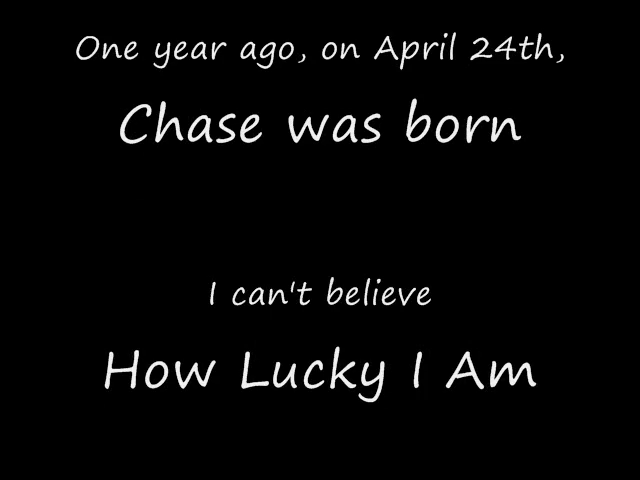 One year ago, on April 24th,
Chase was born
I can't believe
How Lucky I Am